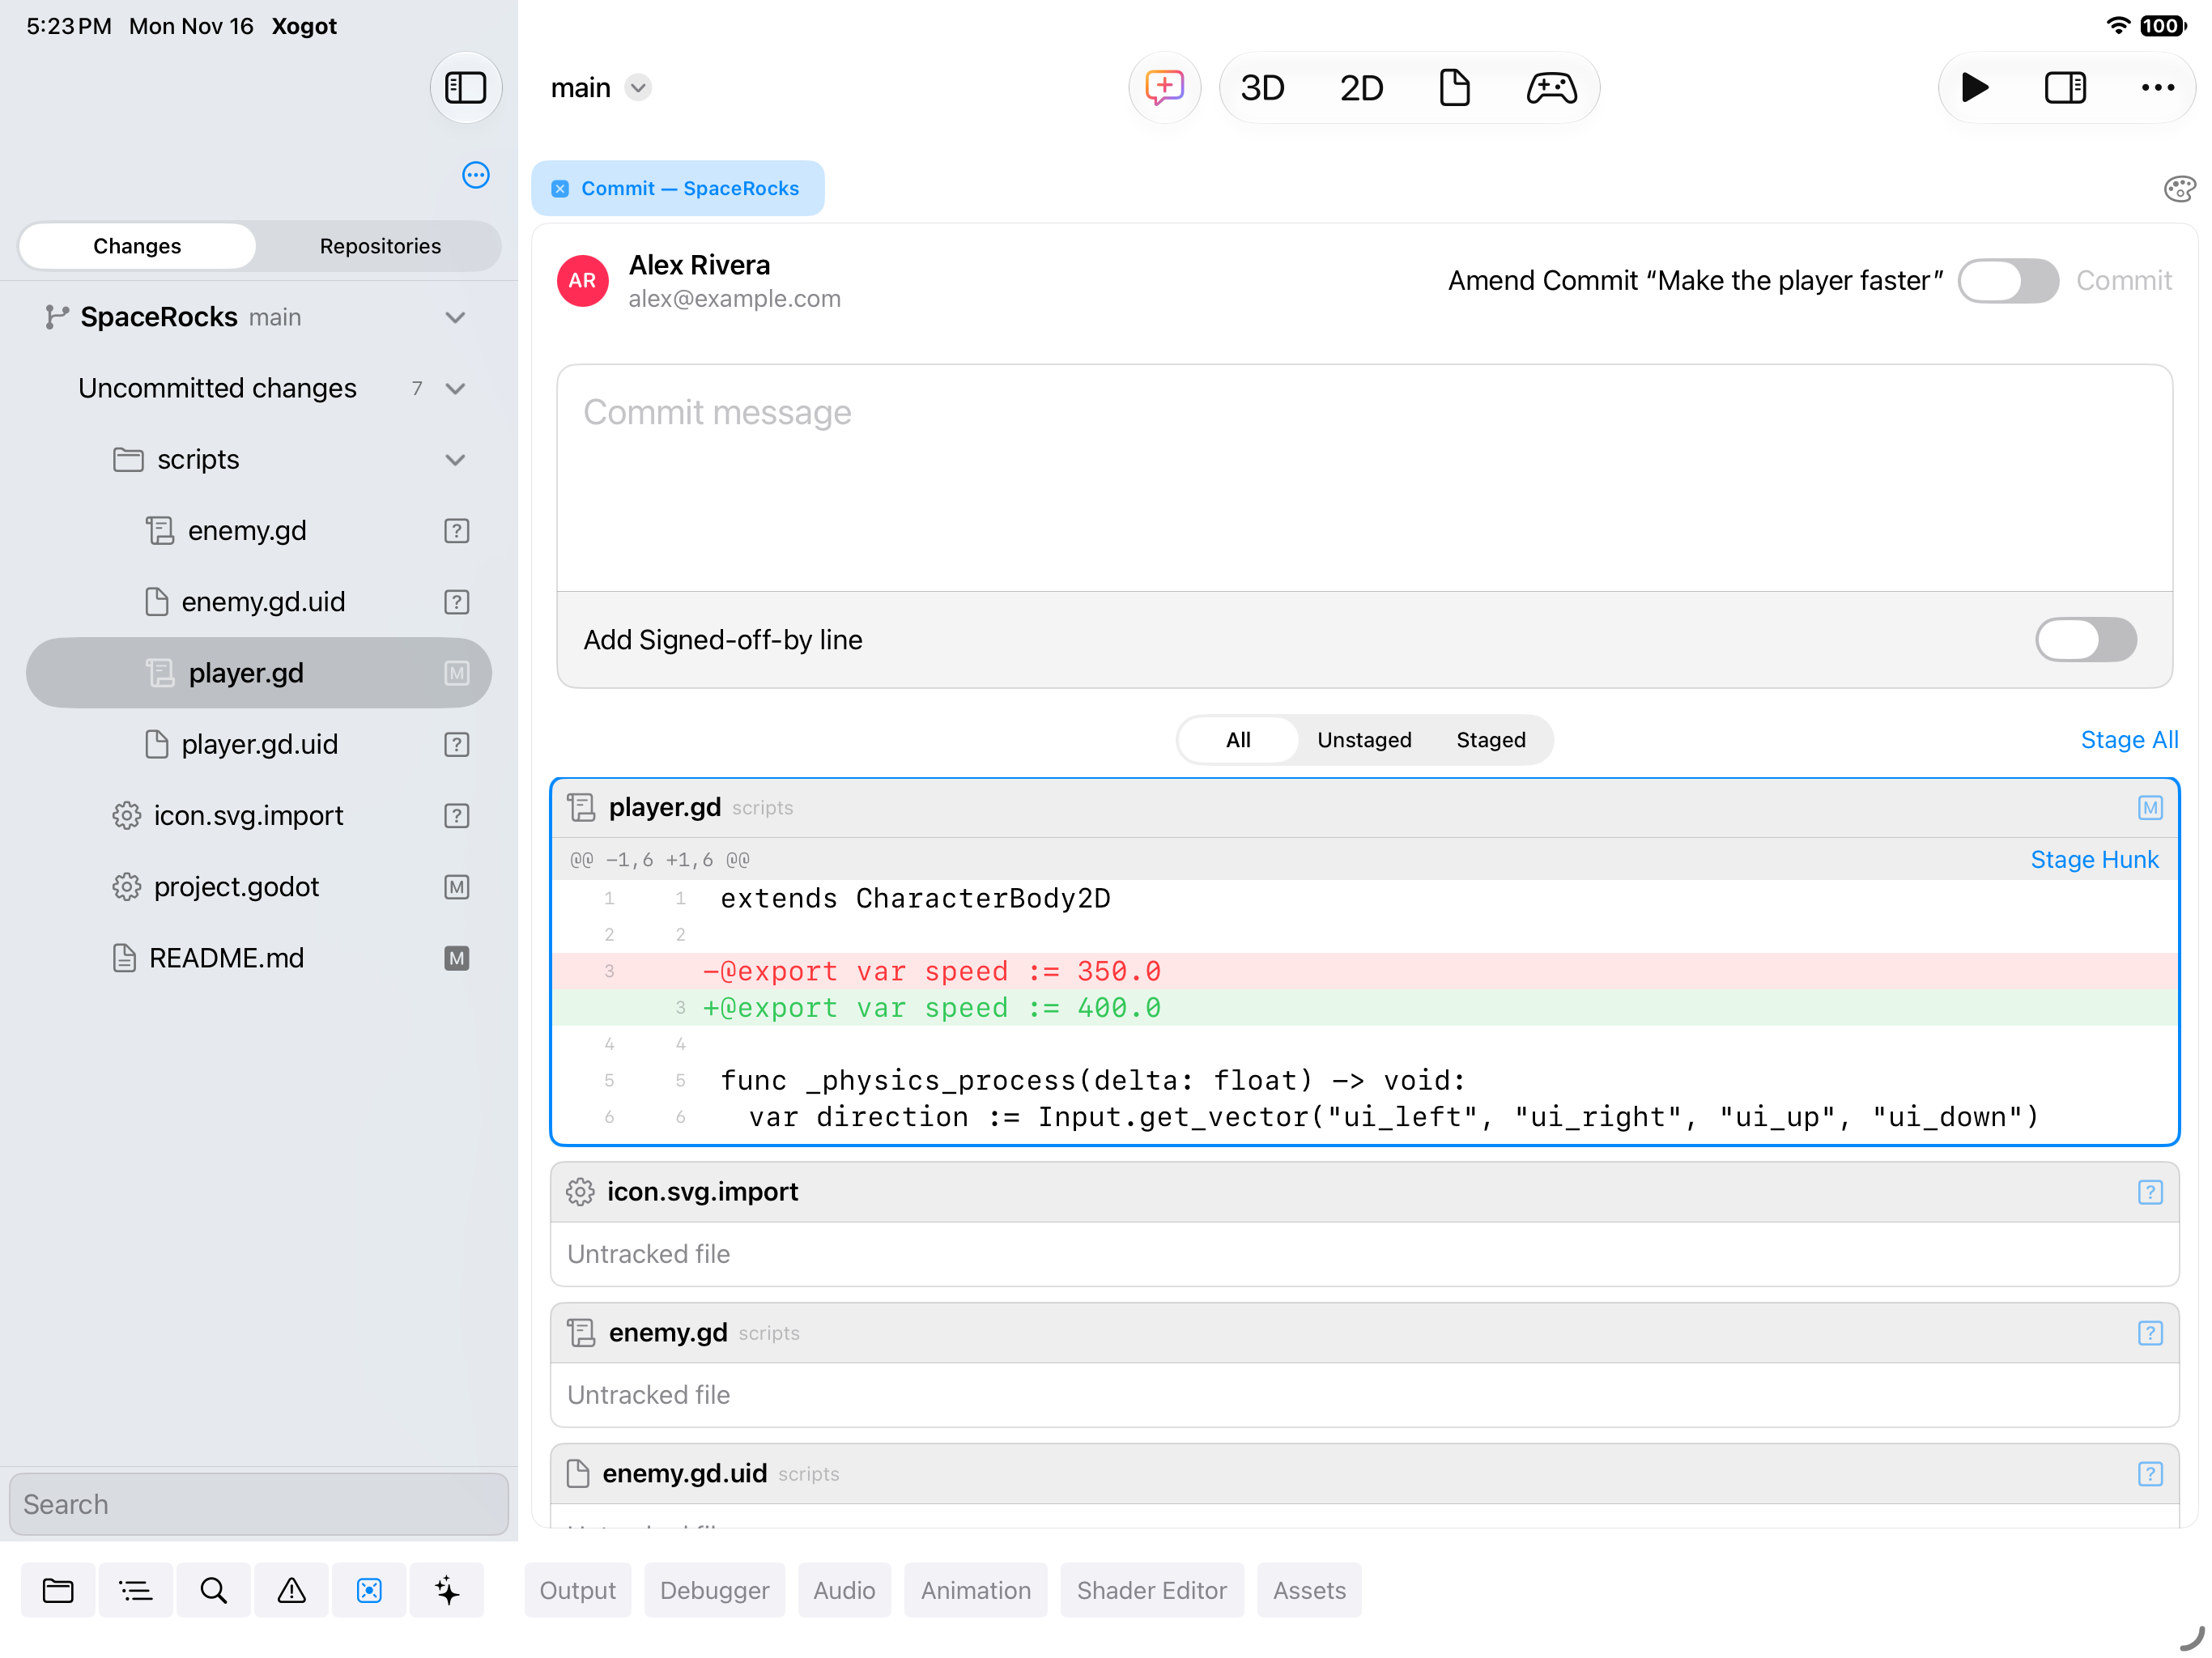 5:23 PM Mon Nov 16 Xogot
100
main
3D 2D
Commit — SpaceRocks
Changes Repositories
SpaceRocks main
Uncommitted changes 7
scripts
enemy.gd ?
enemy.gd.uid ?
player.gd M
player.gd.uid ?
icon.svg.import ?
project.godot M
README.md M
Search
AR
Alex Rivera
alex@example.com
Amend Commit “Make the player faster” Commit
Commit message
Add Signed-off-by line
All Unstaged Staged
Stage All
player.gd scripts M
@@ -1,6 +1,6 @@ Stage Hunk
1 1 extends CharacterBody2D
2 2
3 -@export var speed := 350.0
3 +@export var speed := 400.0
4 4
5 5 func _physics_process(delta: float) -> void:
6 6 var direction := Input.get_vector("ui_left", "ui_right", "ui_up", "ui_down")
icon.svg.import ?
Untracked file
enemy.gd scripts ?
Untracked file
enemy.gd.uid scripts ?
Output Debugger Audio Animation Shader Editor Assets